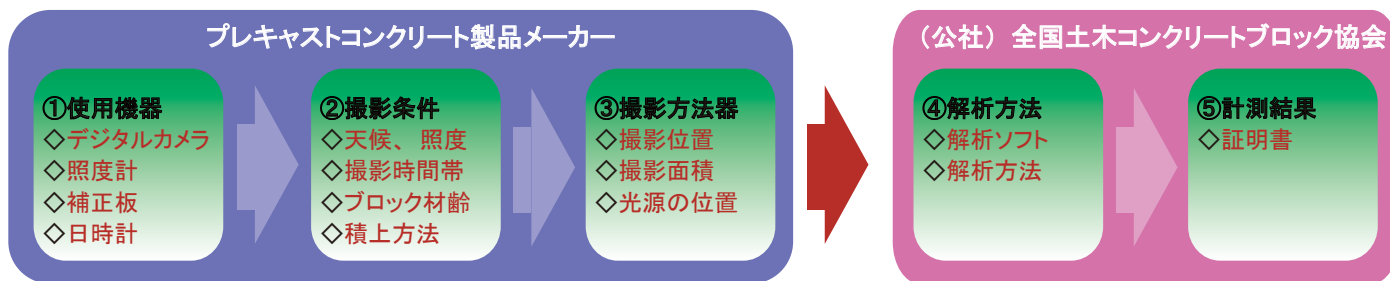 プレキャストコンクリート製品メーカー
①使用機器
◇デジタルカメラ
◇照度計
◇補正板
◇日時計
②撮影条件
◇天候、照度
◇撮影時間帯
◇ブロック材齢
◇積上方法
③撮影方法器
◇撮影位置
◇撮影面積
◇光源の位置
（公社）全国土木コンクリートブロック協会
④解析方法
◇解析ソフト
◇解析方法
⑤計測結果
◇証明書